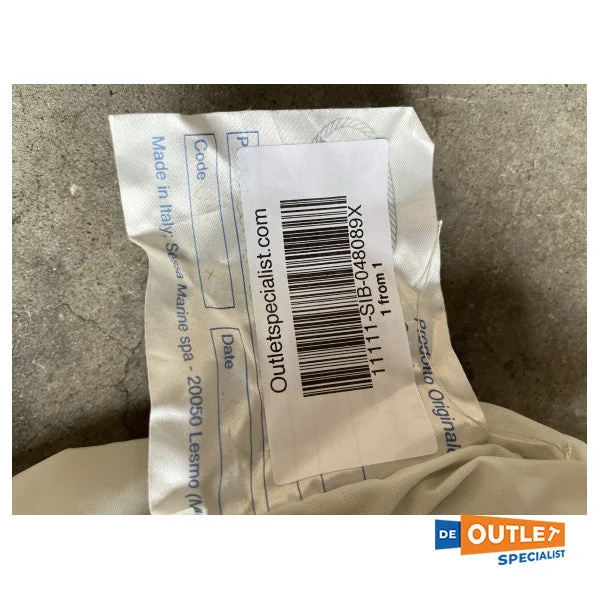 P
Code
Made in Italy, Sessa Marine spa - 20050 Lesmo (M
Date
Outletspecialist.com
11111-SIB-048089X
1 from 1
Prodotto Originale
DE OUTLET
SPECIALIST